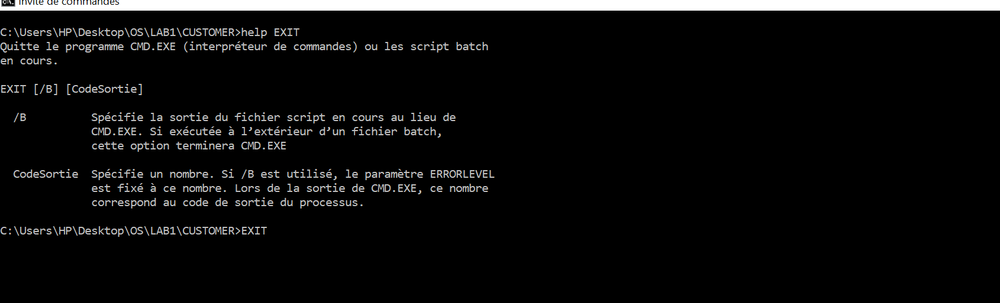 Invite de commandes
C:\Users\HP\Desktop\OS\LAB1\CUSTOMER>help EXIT
Quitte le programme CMD.EXE (interpréteur de commandes) ou les script batch
en cours.
EXIT [/B] [CodeSortie]
/B Spécifie la sortie du fichier script en cours au lieu de
CMD.EXE. Si exécutée à l’extérieur d’un fichier batch,
cette option terminera CMD.EXE
CodeSortie Spécifie un nombre. Si /B est utilisé, le paramètre ERRORLEVEL
est fixé à ce nombre. Lors de la sortie de CMD.EXE, ce nombre
correspond au code de sortie du processus.
C:\Users\HP\Desktop\OS\LAB1\CUSTOMER>EXIT